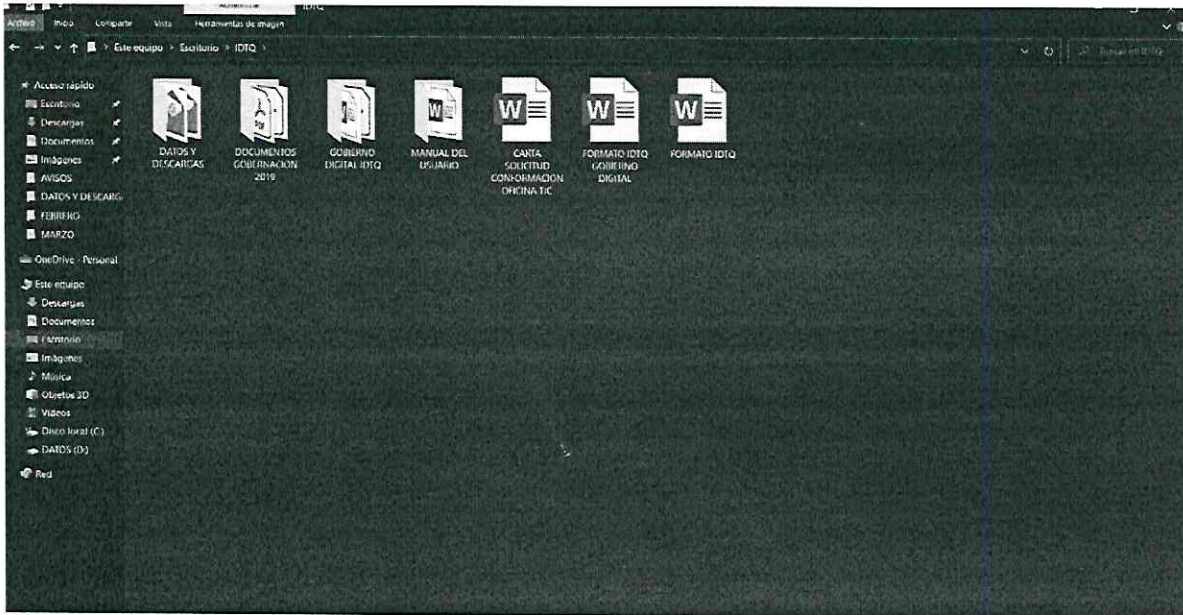 IDTQ
Archivo Inicio Compartir Vista Herramientas de imagen
Este equipo > Escritorio > IDTQ >
Buscar en IDTQ
Acceso rápido
Escritorio
Descargas
Documentos
Imágenes
AVISOS
DATOS Y DESCARG
FEBRERO
MARZO
OneDrive - Personal
Este equipo
Descargas
Documentos
Escritorio
Imágenes
Música
Objetos 3D
Vídeos
Disco local (C:)
DATOS (D:)
Red
DATOS Y
DESCARGAS
DOCUMENTOS
GOBERNACION
2019
GOBIERNO
DIGITAL IDTQ
MANUAL DEL
USUARIO
CARTA
SOLICITUD
CONFORMACION
OFICINA TIC
FORMATO IDTQ
GOBIERNO
DIGITAL
FORMATO IDTQ